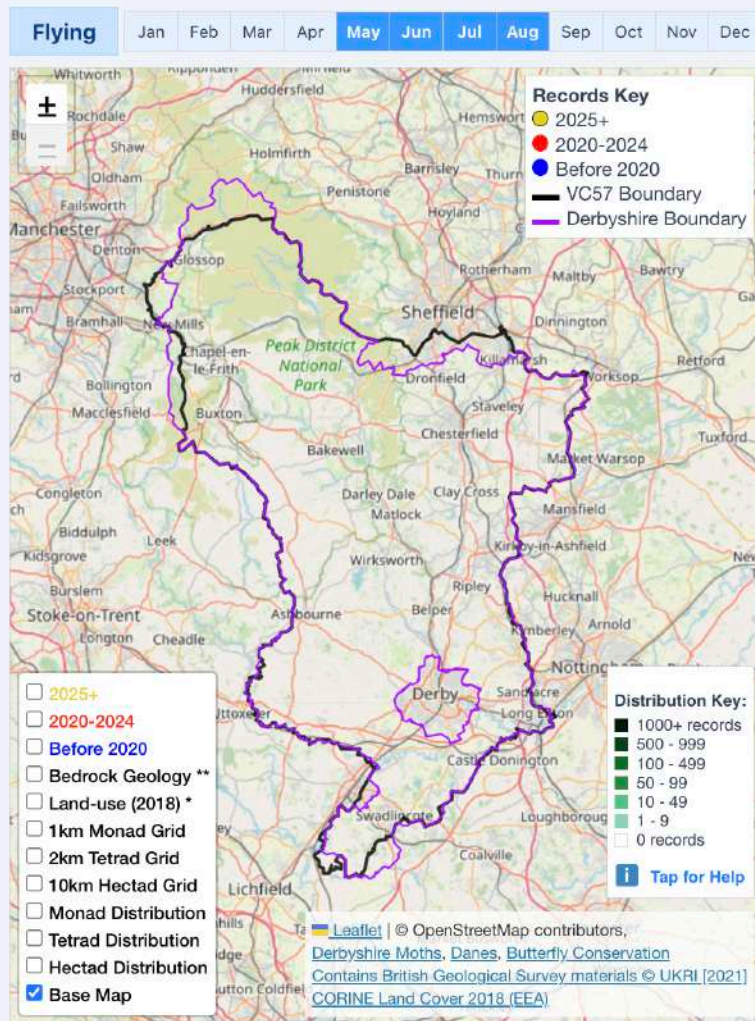 Flying Jan Feb Mar Apr May Jun Jul Aug Sep Oct Nov Dec
±
Records Key
2025+
2020-2024
Before 2020
VC57 Boundary
Derbyshire Boundary
Whitworth
Huddersfield
Rochdale
Shaw
Holmfirth
Oldham
Barnsley
Failsworth
Penistone
Manchester
Hoyland
Denton
Glossop
Rotherham
Maltby
Bawtry
Stockport
Sheffield
Bramhall
New Mills
Dinnington
Peak District
National
Park
Chapel-en
-le-Frith
Killamarsh
Retford
Bollington
Dronfield
Worksop
Macclesfield
Buxton
Staveley
Chesterfield
Tuxford
Bakewell
Market Warsop
Congleton
Darley Dale
Clay Cross
Matlock
Mansfield
Biddulph
Leek
Kidsgrove
Wirksworth
Kirkby-in-Ashfield
Burslem
Ripley
Hucknall
Stoke-on-Trent
Ashbourne
Belper
Arnold
Longton
Cheadle
Kimberley
Nottingham
Derby
Sandiacre
Long Eaton
Uttoxeter
Castle Donington
Swadlincote
Loughborough
Coalville
Lichfield
2025+
2020-2024
Before 2020
Bedrock Geology **
Land-use (2018) *
1km Monad Grid
2km Tetrad Grid
10km Hectad Grid
Monad Distribution
Tetrad Distribution
Hectad Distribution
Base Map
Sutton Coldfield
Distribution Key:
1000+ records
500 - 999
100 - 499
50 - 99
10 - 49
1 - 9
0 records
i Tap for Help
Leaflet | © OpenStreetMap contributors,
Derbyshire Moths, Danes, Butterfly Conservation
Contains British Geological Survey materials © UKRI [2021]
CORINE Land Cover 2018 (EEA)